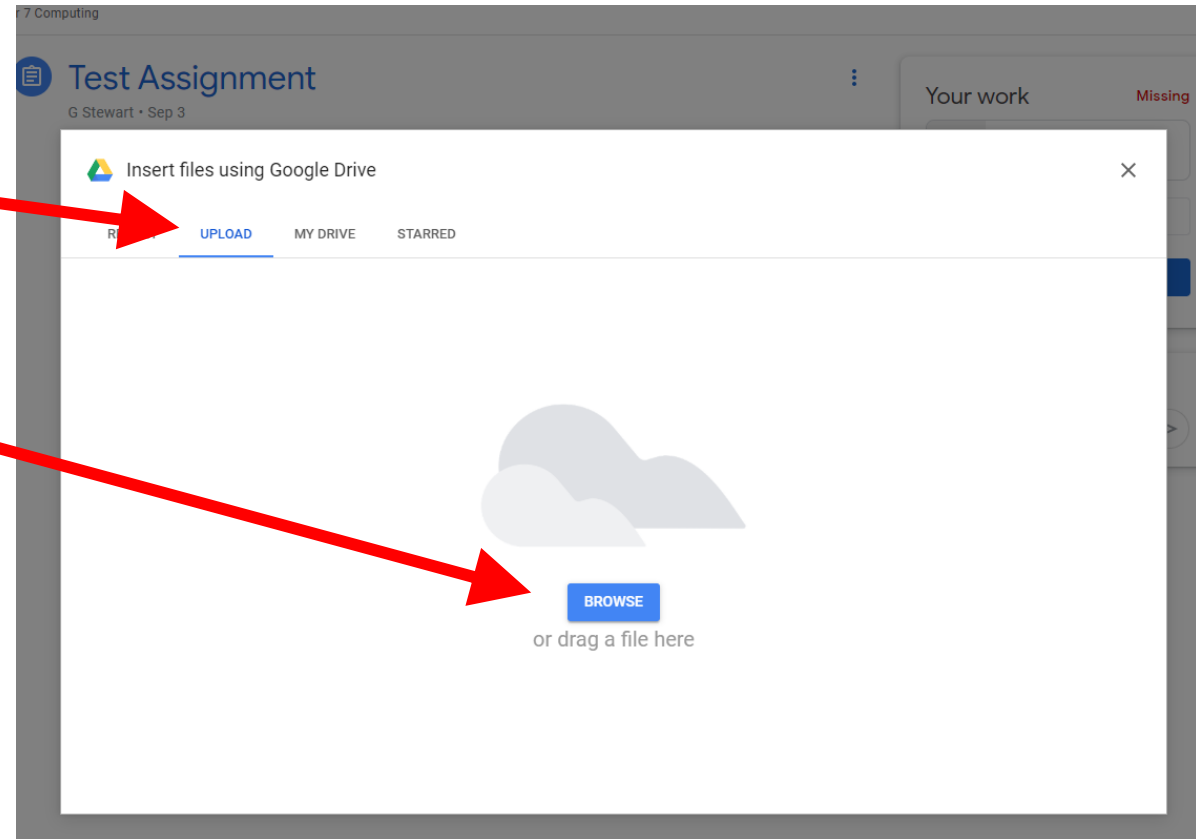 r 7 Computing
Test Assignment
G Stewart • Sep 3
Your work Missing
Insert files using Google Drive
UPLOAD MY DRIVE STARRED
BROWSE
or drag a file here